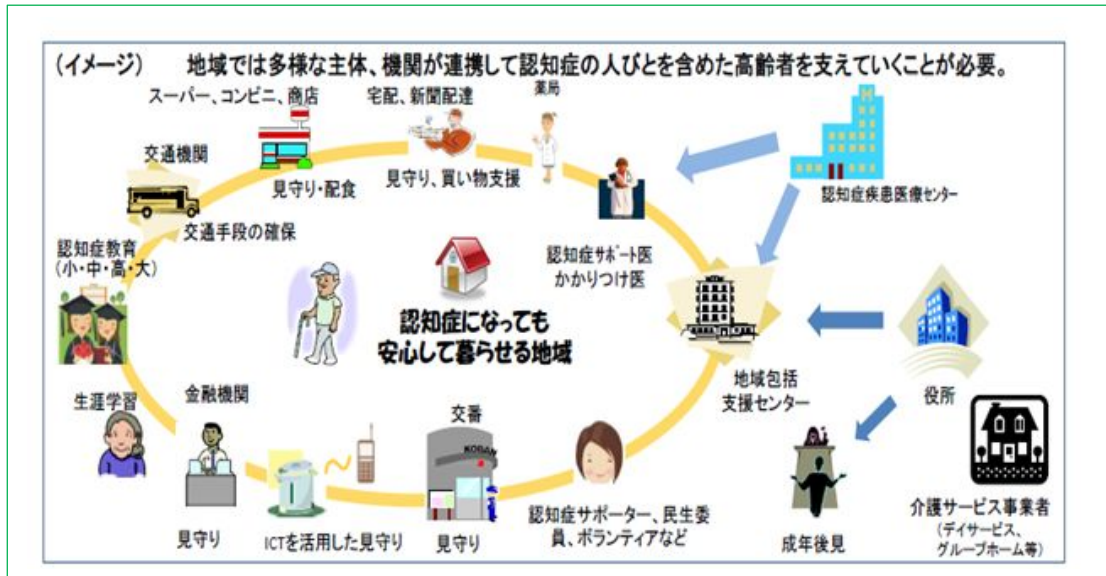 (イメージ) 地域では多様な主体、機関が連携して認知症の人びとを含めた高齢者を支えていくことが必要。
スーパー、コンビニ、商店
宅配、新聞配達
薬局
交通機関
見守り・配食
見守り、買い物支援
認知症疾患医療センター
交通手段の確保
認知症教育
(小・中・高・大)
認知症サポート医
かかりつけ医
認知症になっても
安心して暮らせる地域
地域包括
支援センター
役所
生涯学習
金融機関
交番
KOBAN
見守り
ICTを活用した見守り
見守り
認知症サポーター、民生委
員、ボランティアなど
成年後見
介護サービス事業者
(デイサービス、
グループホーム等)
H